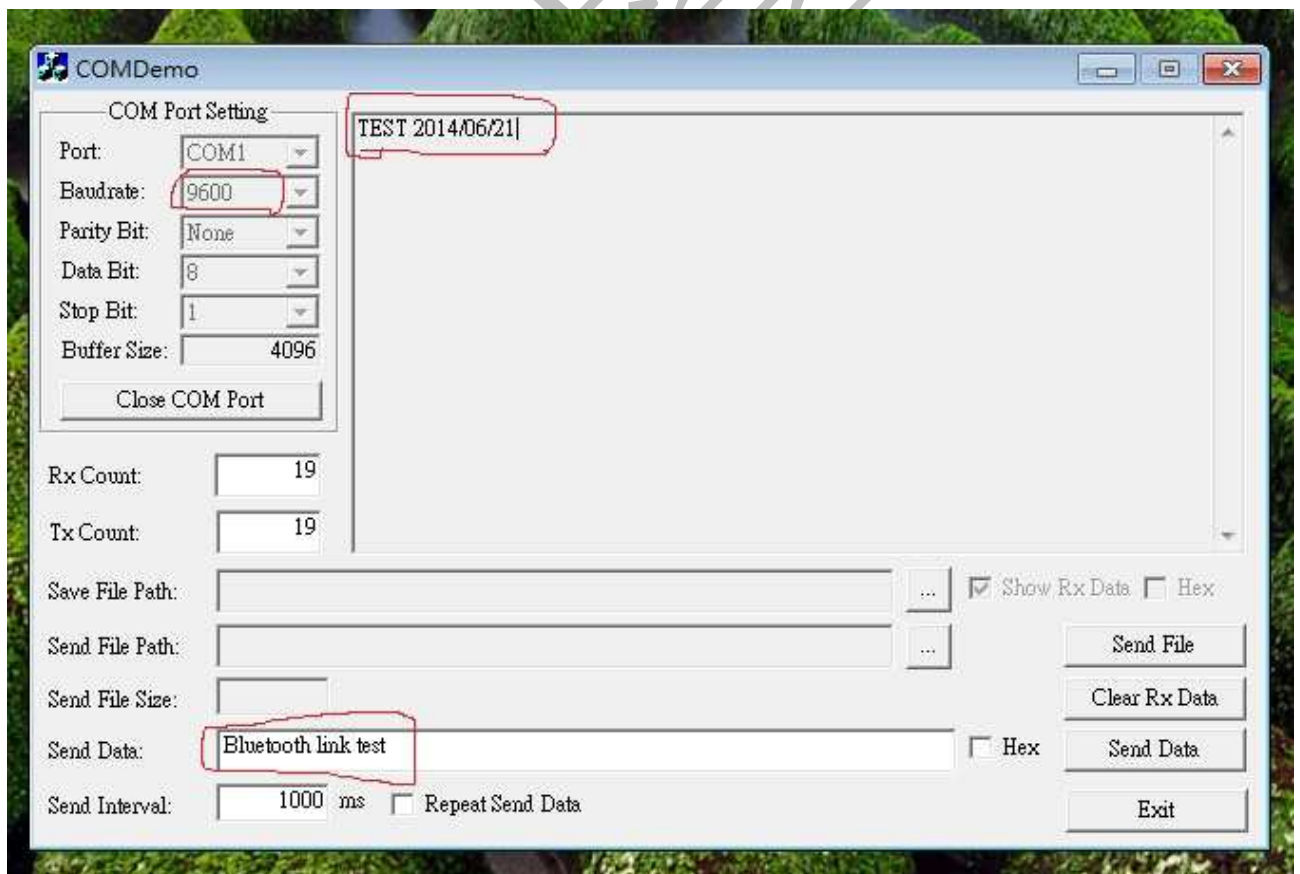 COMDemo
COM Port Setting
Port: COM1
Baudrate: 9600
Parity Bit: None
Data Bit: 8
Stop Bit: 1
Buffer Size: 4096
Close COM Port
TEST 2014/06/21
Rx Count: 19
Tx Count: 19
Save File Path: ... Show Rx Data Hex
Send File Path: ... Send File
Send File Size: Clear Rx Data
Send Data: Bluetooth link test Hex Send Data
Send Interval: 1000 ms Repeat Send Data Exit